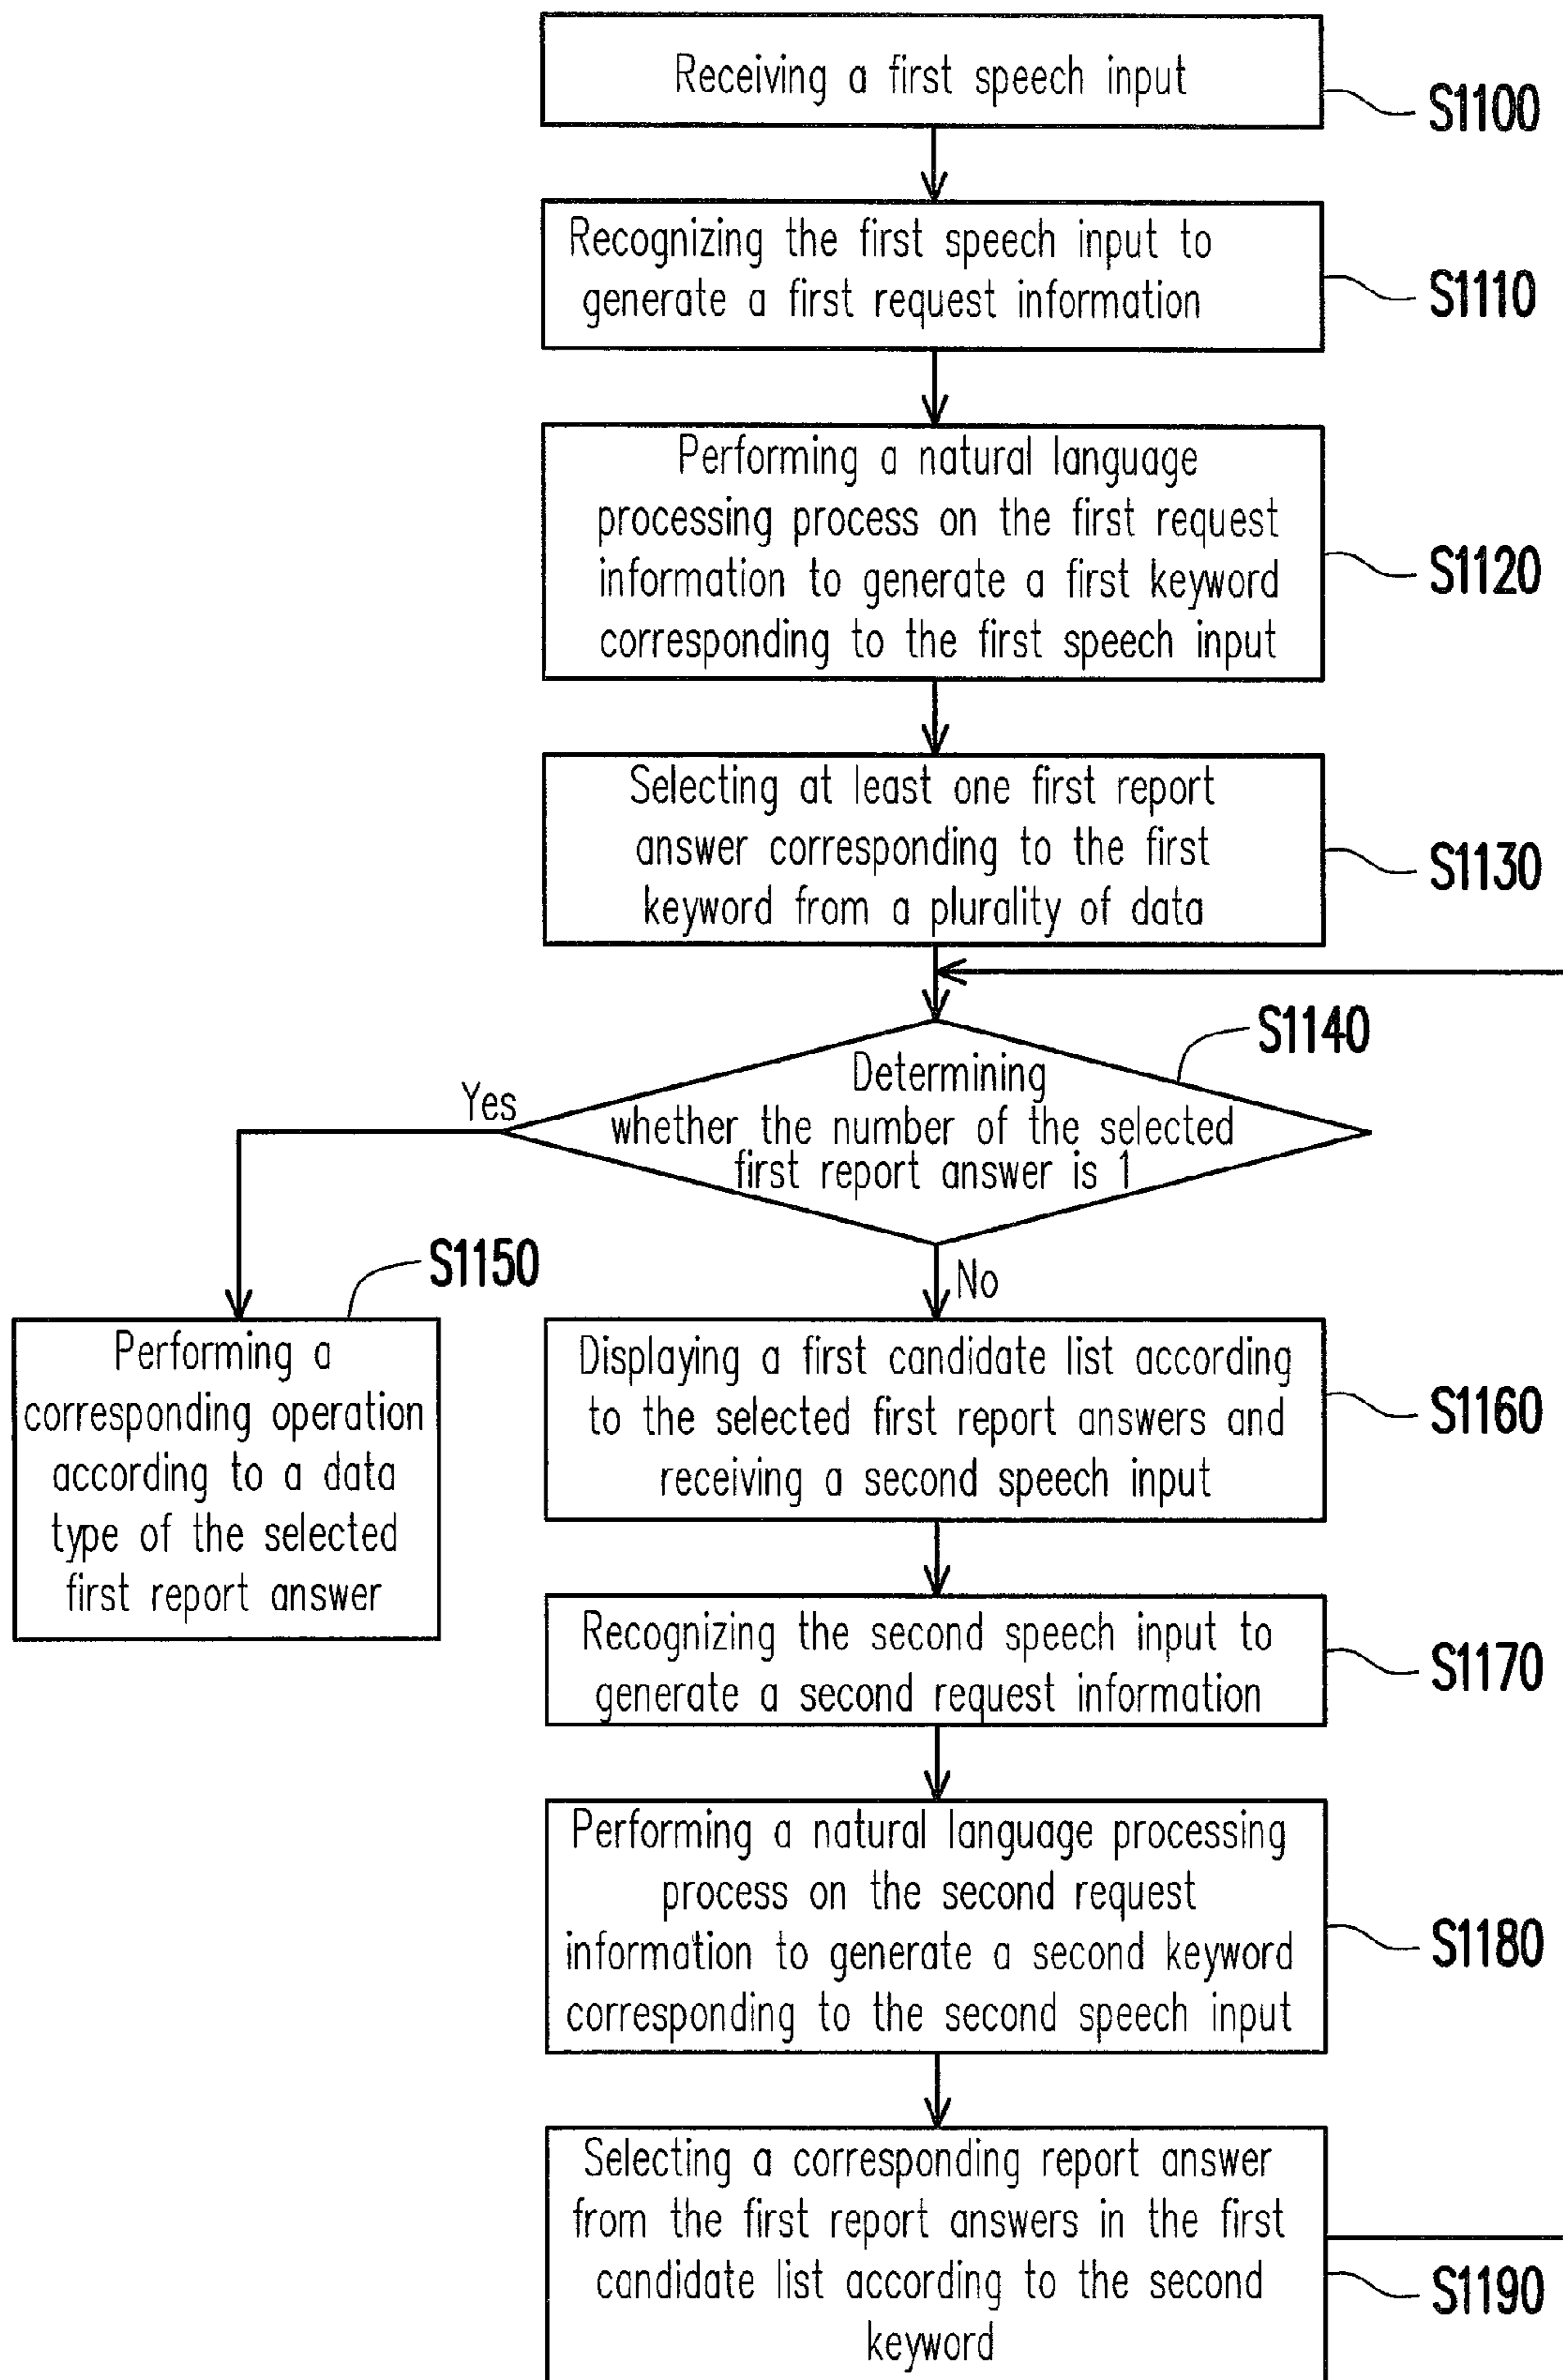 Receiving a first speech input
S1100
Recognizing the first speech input to
generate a first request information
S1110
Performing a natural language
processing process on the first request
information to generate a first keyword
corresponding to the first speech input
S1120
Selecting at least one first report
answer corresponding to the first
keyword from a plurality of data
S1130
S1140
Determining
whether the number of the selected
first report answer is 1
Yes
No
S1150
Performing a
corresponding operation
according to a data
type of the selected
first report answer
Displaying a first candidate list according
to the selected first report answers and
receiving a second speech input
S1160
Recognizing the second speech input to
generate a second request information
S1170
Performing a natural language processing
process on the second request
information to generate a second keyword
corresponding to the second speech input
S1180
Selecting a corresponding report answer
from the first report answers in the first
candidate list according to the second
keyword
S1190